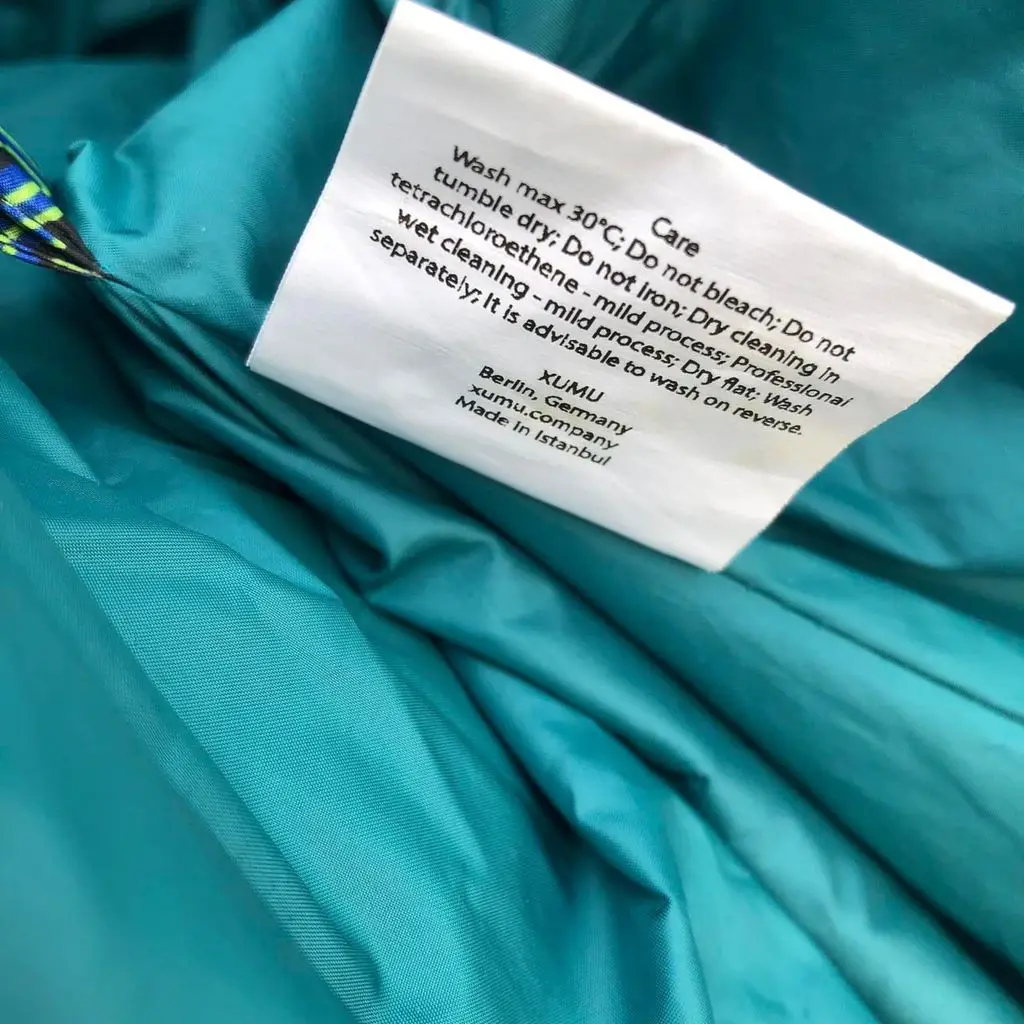 Care
Wash max 30°C; Do not bleach; Do not
tumble dry; Do not Iron; Dry cleaning in
tetrachloroethene - mild process; Professional
wet cleaning - mild process; Dry flat; Wash
separately; It is advisable to wash on reverse.
XUMU
Berlin, Germany
xumu.company
Made in Istanbul